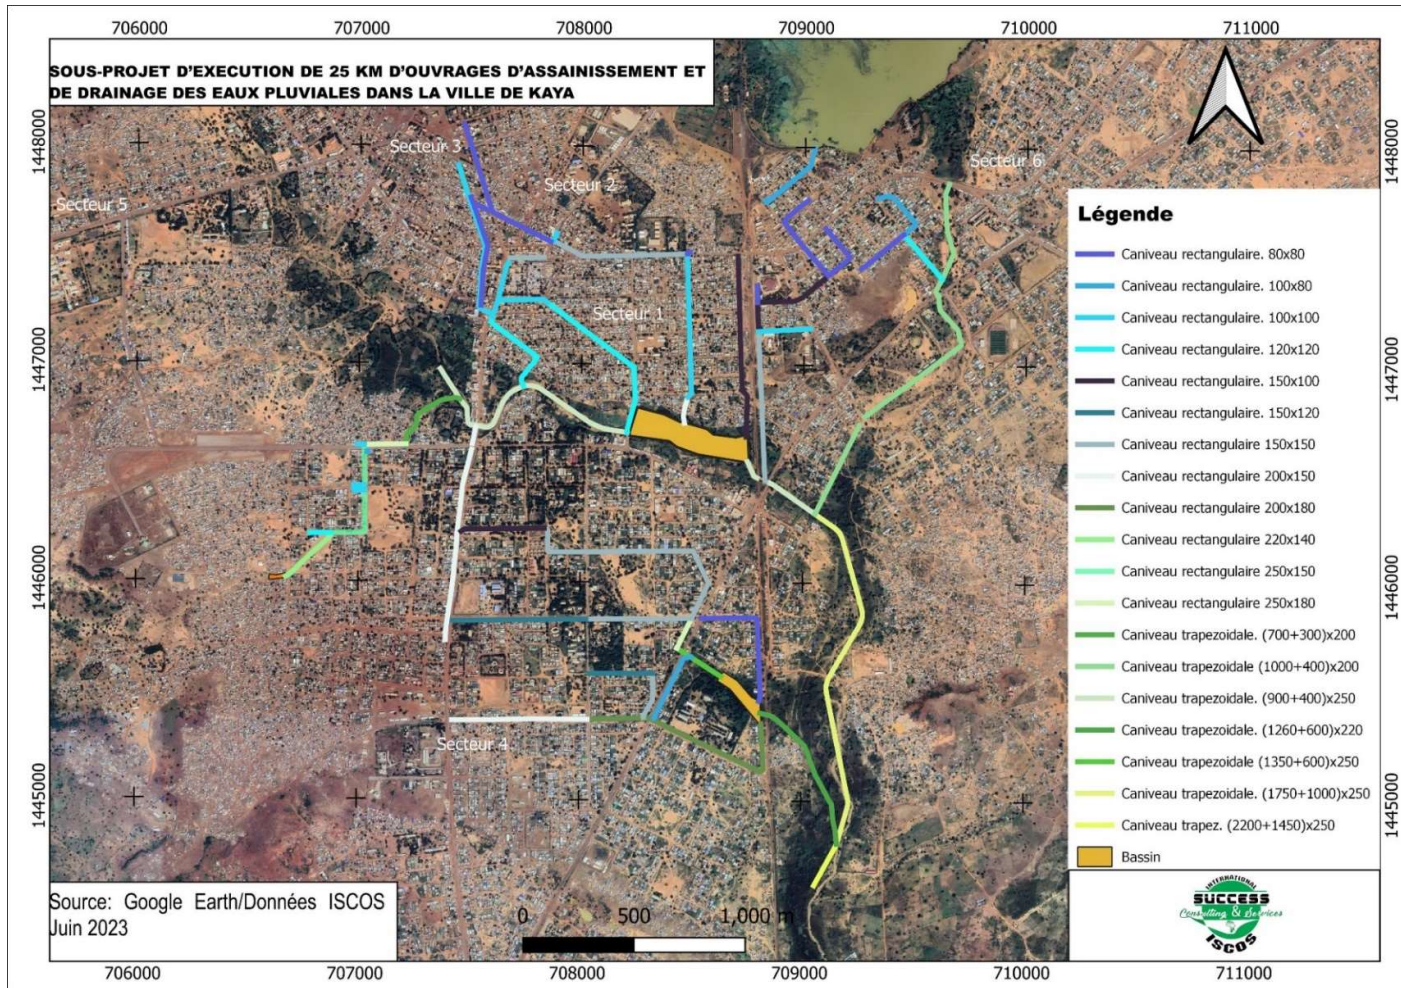 706000 707000 708000 709000 710000 711000
SOUS-PROJET D'EXECUTION DE 25 KM D'OUVRAGES D'ASSAINISSEMENT ET
DE DRAINAGE DES EAUX PLUVIALES DANS LA VILLE DE KAYA
1448000
1448000
Secteur 3
Secteur 2
Secteur 6
Secteur 5
Secteur 1
1447000
1447000
1446000
1446000
Secteur 4
1445000
1445000
Légende
Caniveau rectangulaire. 80x80
Caniveau rectangulaire. 100x80
Caniveau rectangulaire. 100x100
Caniveau rectangulaire. 120x120
Caniveau rectangulaire. 150x100
Caniveau rectangulaire. 150x120
Caniveau rectangulaire 150x150
Caniveau rectangulaire 200x150
Caniveau rectangulaire 200x180
Caniveau rectangulaire 220x140
Caniveau rectangulaire 250x150
Caniveau rectangulaire 250x180
Caniveau trapezoidale. (700+300)x200
Caniveau trapezoidale (1000+400)x200
Caniveau trapezoidale. (900+400)x250
Caniveau trapezoidale. (1260+600)x220
Caniveau trapezoidale (1350+600)x250
Caniveau trapezoidale. (1750+1000)x250
Caniveau trapez. (2200+1450)x250
Bassin
Source: Google Earth/Données ISCOS
Juin 2023
0 500 1,000 m
INTERNATIONAL
SUCCESS
Consulting & Services
ISCOS
706000 707000 708000 709000 710000 711000